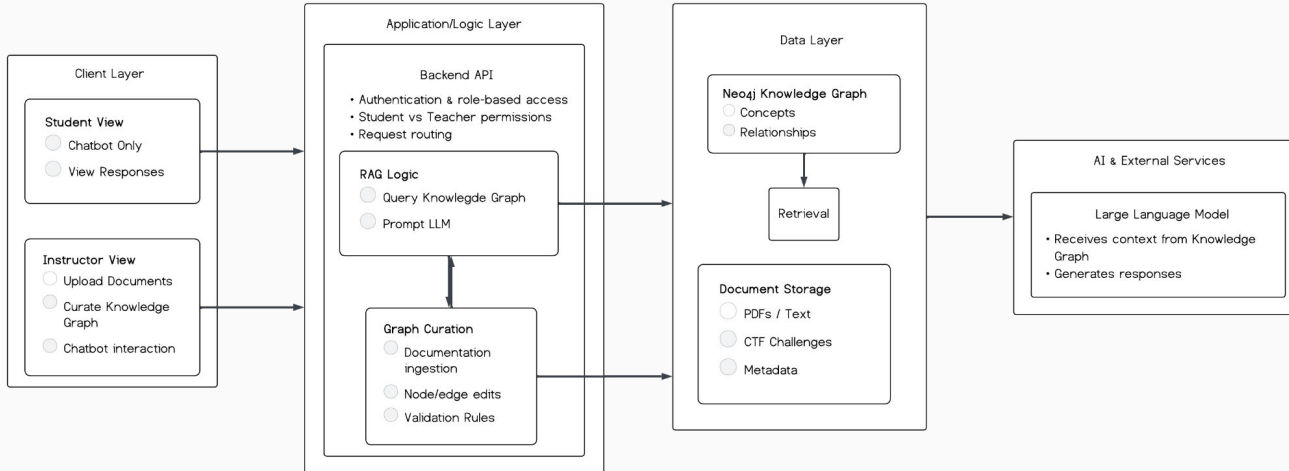 Client Layer
Student View
Chatbot Only
View Responses
Instructor View
Upload Documents
Curate Knowledge
Graph
Chatbot interaction
Application/Logic Layer
Backend API
• Authentication & role-based access
• Student vs Teacher permissions
• Request routing
RAG Logic
Query Knowlegde Graph
Prompt LLM
Graph Curation
Documentation
ingestion
Node/edge edits
Validation Rules
Data Layer
Neo4j Knowledge Graph
Concepts
Relationships
Retrieval
Document Storage
PDFs / Text
CTF Challenges
Metadata
AI & External Services
Large Language Model
• Receives context from Knowledge
Graph
• Generates responses